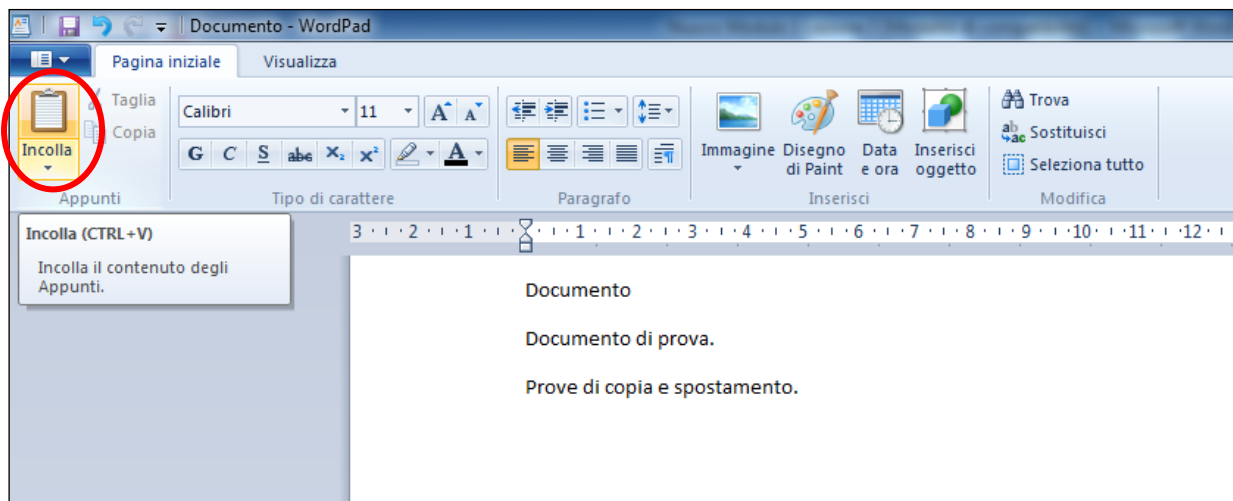 Documento - WordPad
Pagina iniziale Visualizza
Incolla
Taglia
Copia
Appunti
Calibri 11 A A
G C S abc X₂ x² A
Tipo di carattere
Paragrafo
Immagine
Disegno di Paint
Data e ora
Inserisci oggetto
Inserisci
Trova
Sostituisci
Seleziona tutto
Modifica
Incolla (CTRL+V)
Incolla il contenuto degli
Appunti.
3 · 2 · 1 · 1 · 2 · 3 · 4 · 5 · 6 · 7 · 8 · 9 · 10 · 11 · 12
Documento
Documento di prova.
Prove di copia e spostamento.